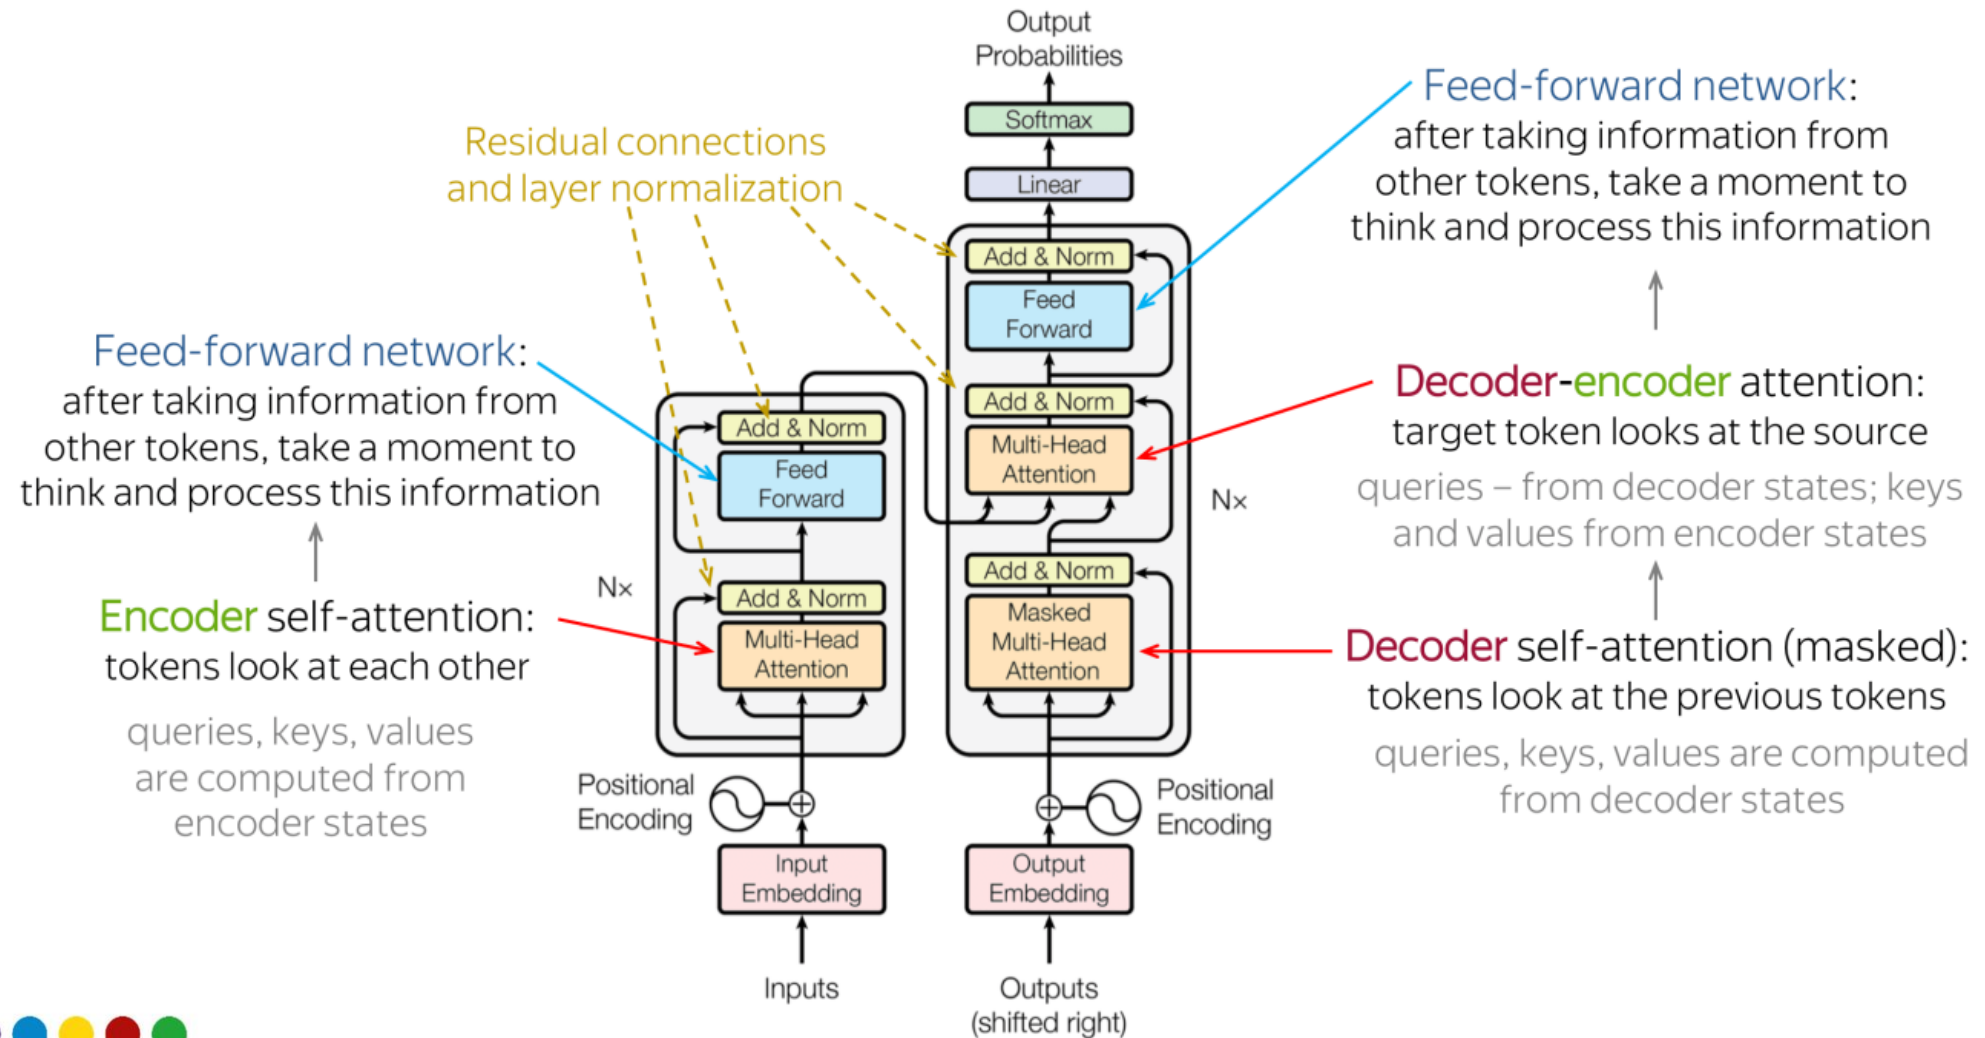 Output
Probabilities
Softmax
Linear
Add & Norm
Feed
Forward
Add & Norm
Multi-Head
Attention
Add & Norm
Masked
Multi-Head
Attention
Nx
Positional
Encoding
Output
Embedding
Outputs
(shifted right)
Residual connections
and layer normalization
Add & Norm
Feed
Forward
Add & Norm
Multi-Head
Attention
Nx
Positional
Encoding
Input
Embedding
Inputs
Feed-forward network:
after taking information from
other tokens, take a moment to
think and process this information
Encoder self-attention:
tokens look at each other
queries, keys, values
are computed from
encoder states
Feed-forward network:
after taking information from
other tokens, take a moment to
think and process this information
Decoder-encoder attention:
target token looks at the source
queries – from decoder states; keys
and values from encoder states
Decoder self-attention (masked):
tokens look at the previous tokens
queries, keys, values are computed
from decoder states